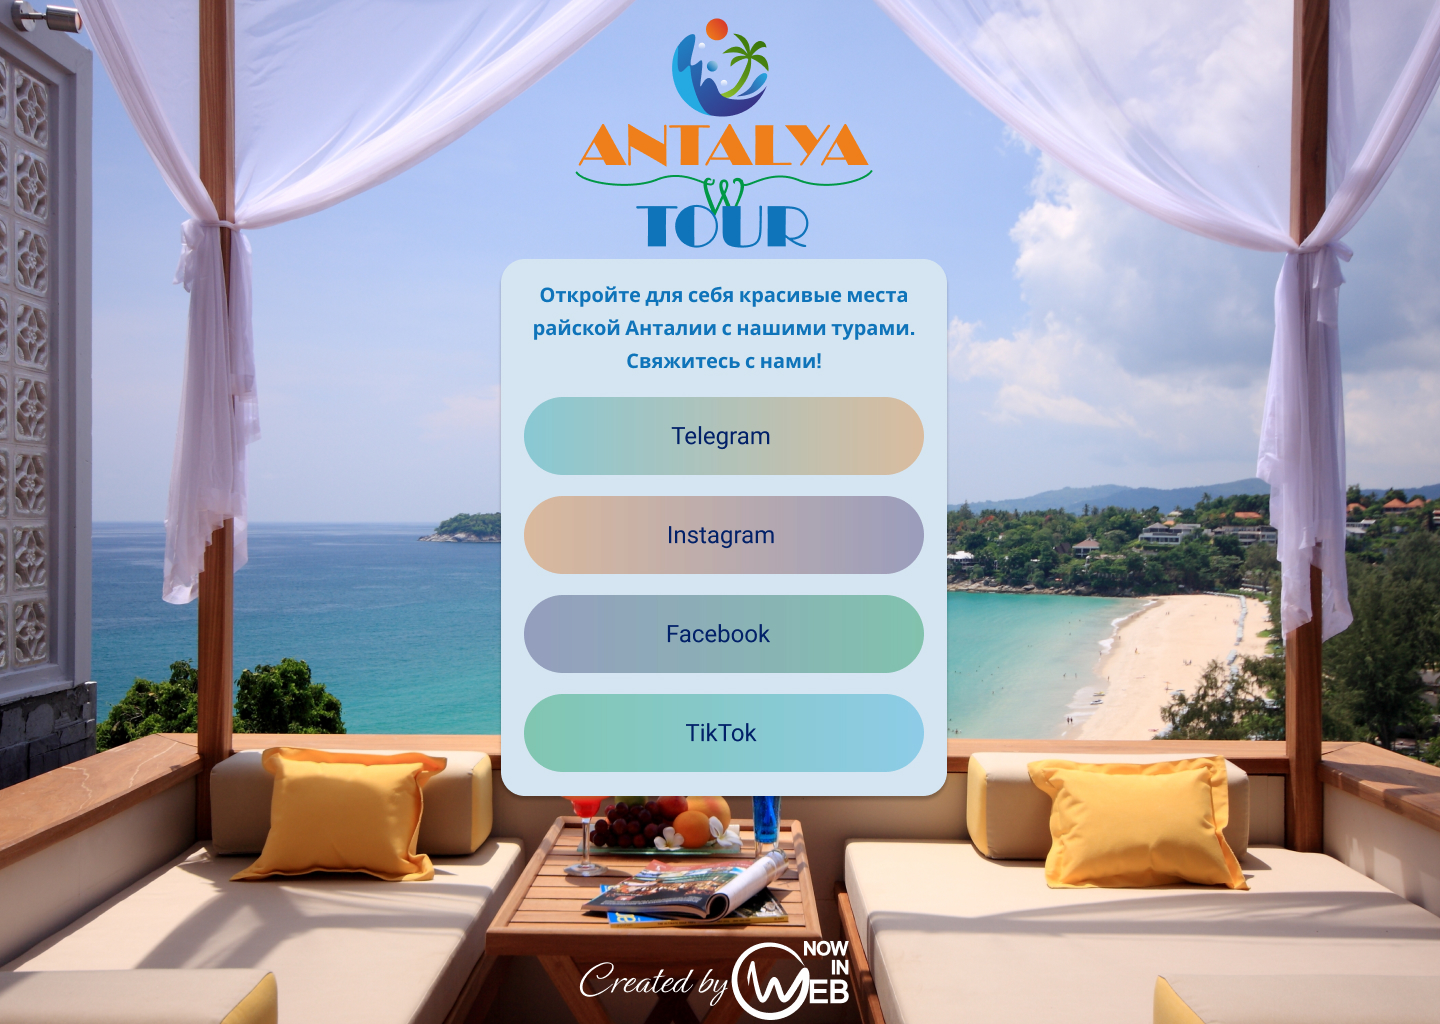 ANTALYA
W
TOUR
Откройте для себя красивые места
райской Анталии с нашими турами.
Свяжитесь с нами!
Telegram
Instagram
Facebook
TikTok
Created by
NOW
IN
WEB